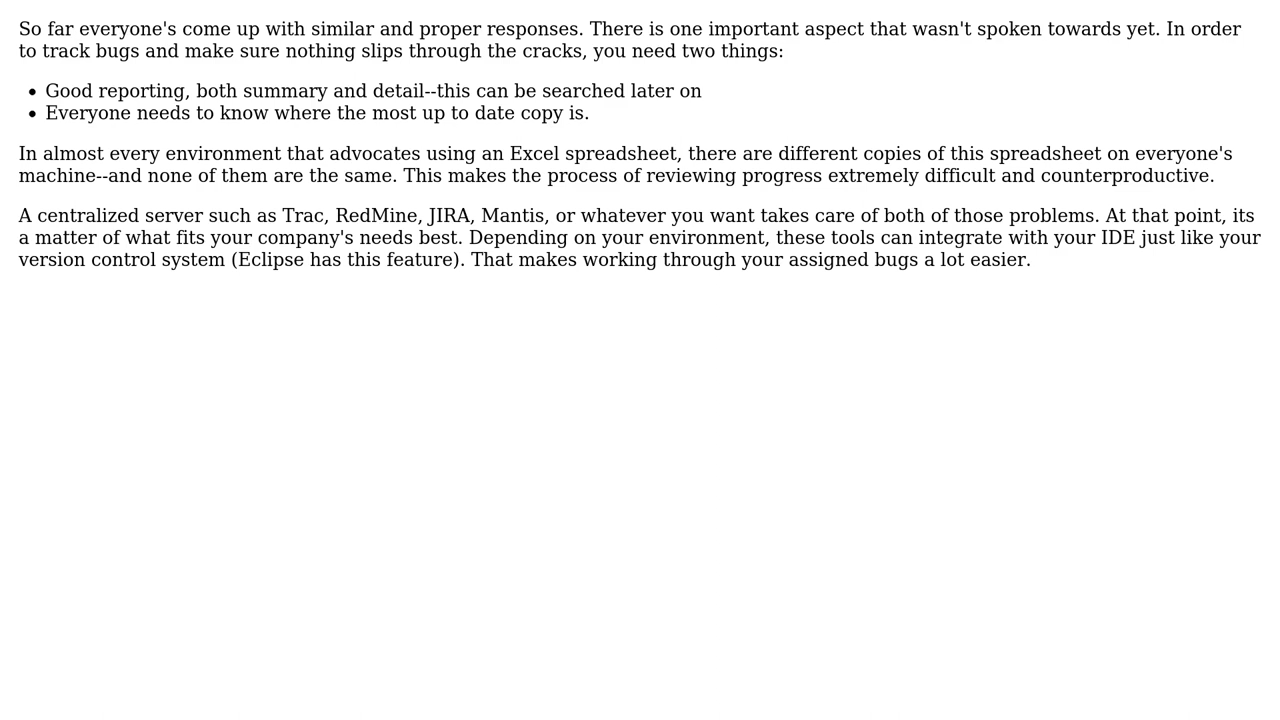 So far everyone's come up with similar and proper responses. There is one important aspect that wasn't spoken towards yet. In order
to track bugs and make sure nothing slips through the cracks, you need two things:
• Good reporting, both summary and detail--this can be searched later on
• Everyone needs to know where the most up to date copy is.
In almost every environment that advocates using an Excel spreadsheet, there are different copies of this spreadsheet on everyone's
machine--and none of them are the same. This makes the process of reviewing progress extremely difficult and counterproductive.
A centralized server such as Trac, RedMine, JIRA, Mantis, or whatever you want takes care of both of those problems. At that point, its
a matter of what fits your company's needs best. Depending on your environment, these tools can integrate with your IDE just like your
version control system (Eclipse has this feature). That makes working through your assigned bugs a lot easier.